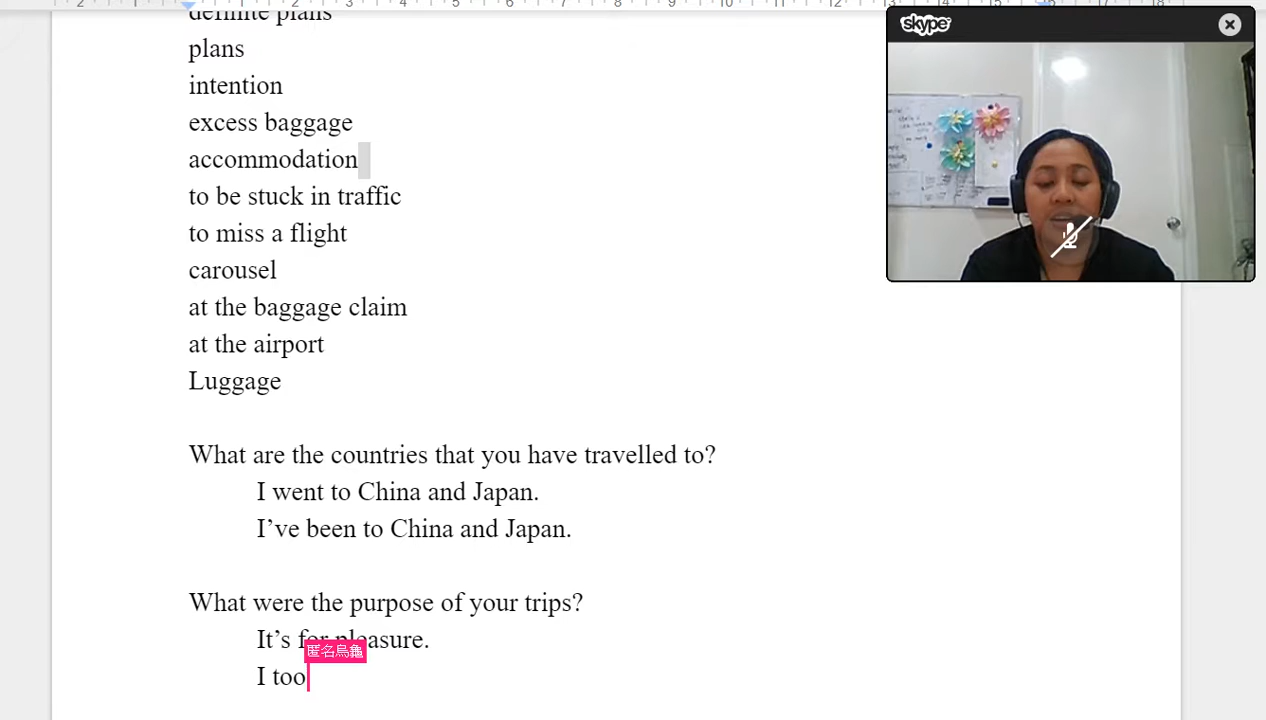 definite plans
plans
intention
excess baggage
accommodation
to be stuck in traffic
to miss a flight
carousel
at the baggage claim
at the airport
Luggage
What are the countries that you have travelled to?
I went to China and Japan.
I’ve been to China and Japan.
What were the purpose of your trips?
It’s for pleasure.
匿名烏龜
I too
skype